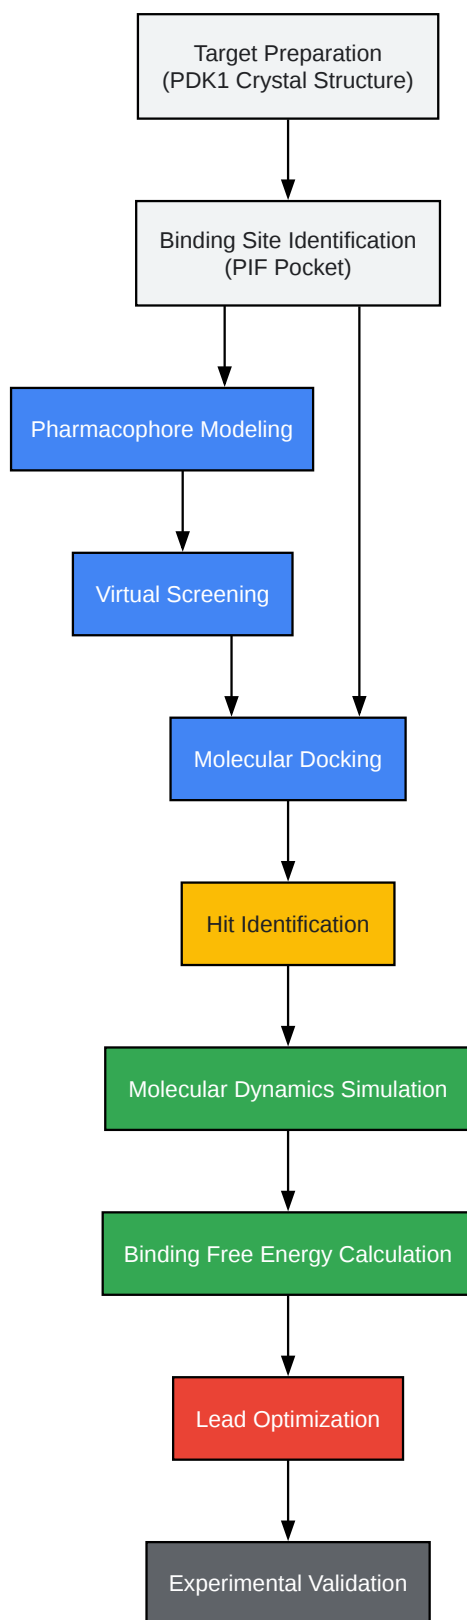 Target Preparation
(PDK1 Crystal Structure)
Binding Site Identification
(PIF Pocket)
Pharmacophore Modeling
Virtual Screening
Molecular Docking
Hit Identification
Molecular Dynamics Simulation
Binding Free Energy Calculation
Lead Optimization
Experimental Validation